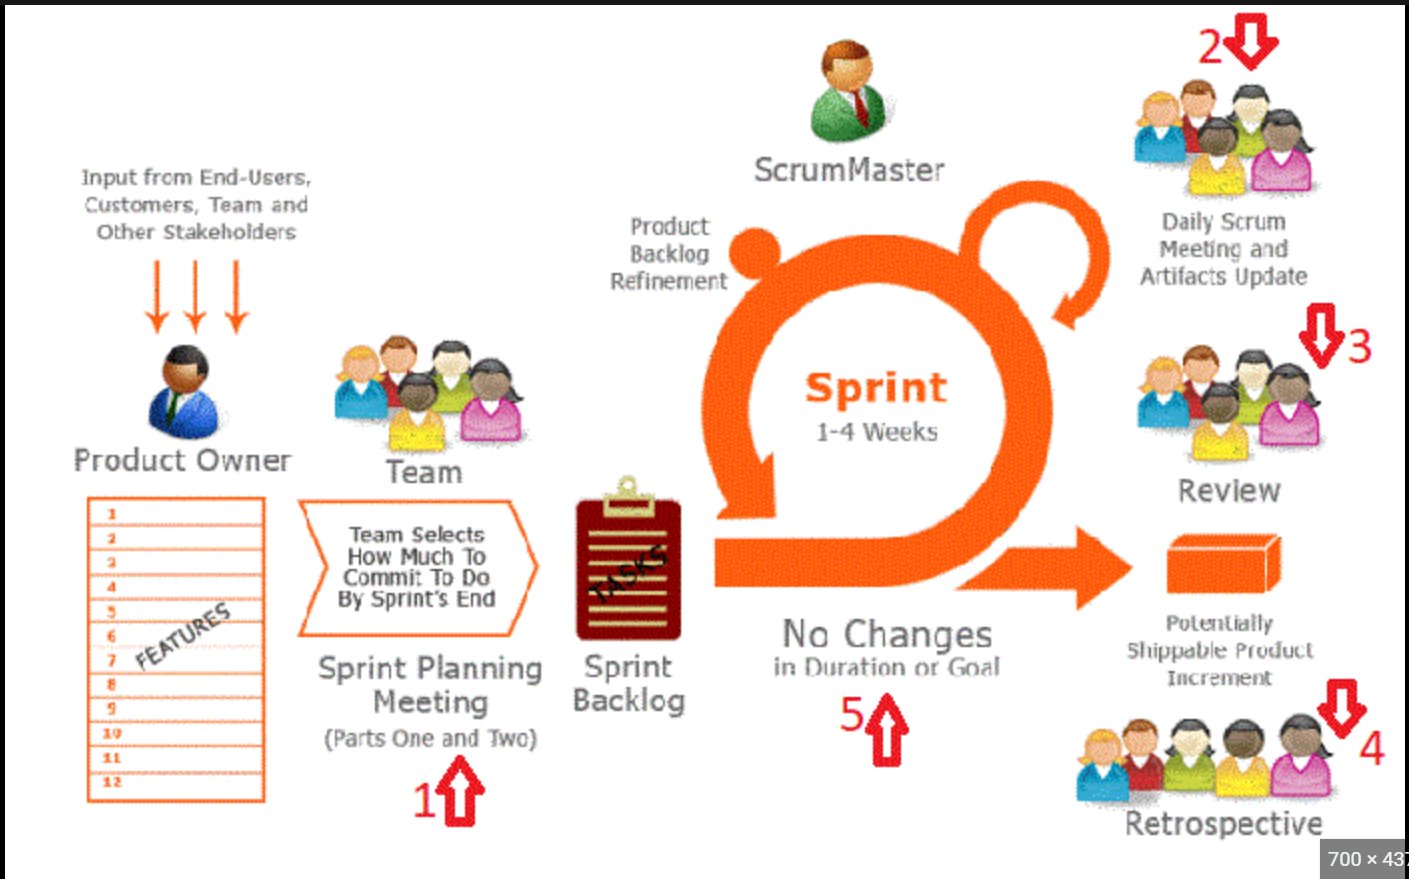 Input from End-Users,
Customers, Team and
Other Stakeholders
Product Owner
1
2
3
4
5
6
7
8
9
10
11
12
FEATURES
Team
Team Selects
How Much To
Commit To Do
By Sprint's End
Sprint Planning
Meeting
(Parts One and Two)
1
TASKS
Sprint
Backlog
ScrumMaster
Product
Backlog
Refinement
Sprint
1-4 Weeks
No Changes
in Duration or Goal
5
2
Daily Scrum
Meeting and
Artifacts Update
3
Review
Potentially
Shippable Product
Increment
4
Retrospective
700 × 437